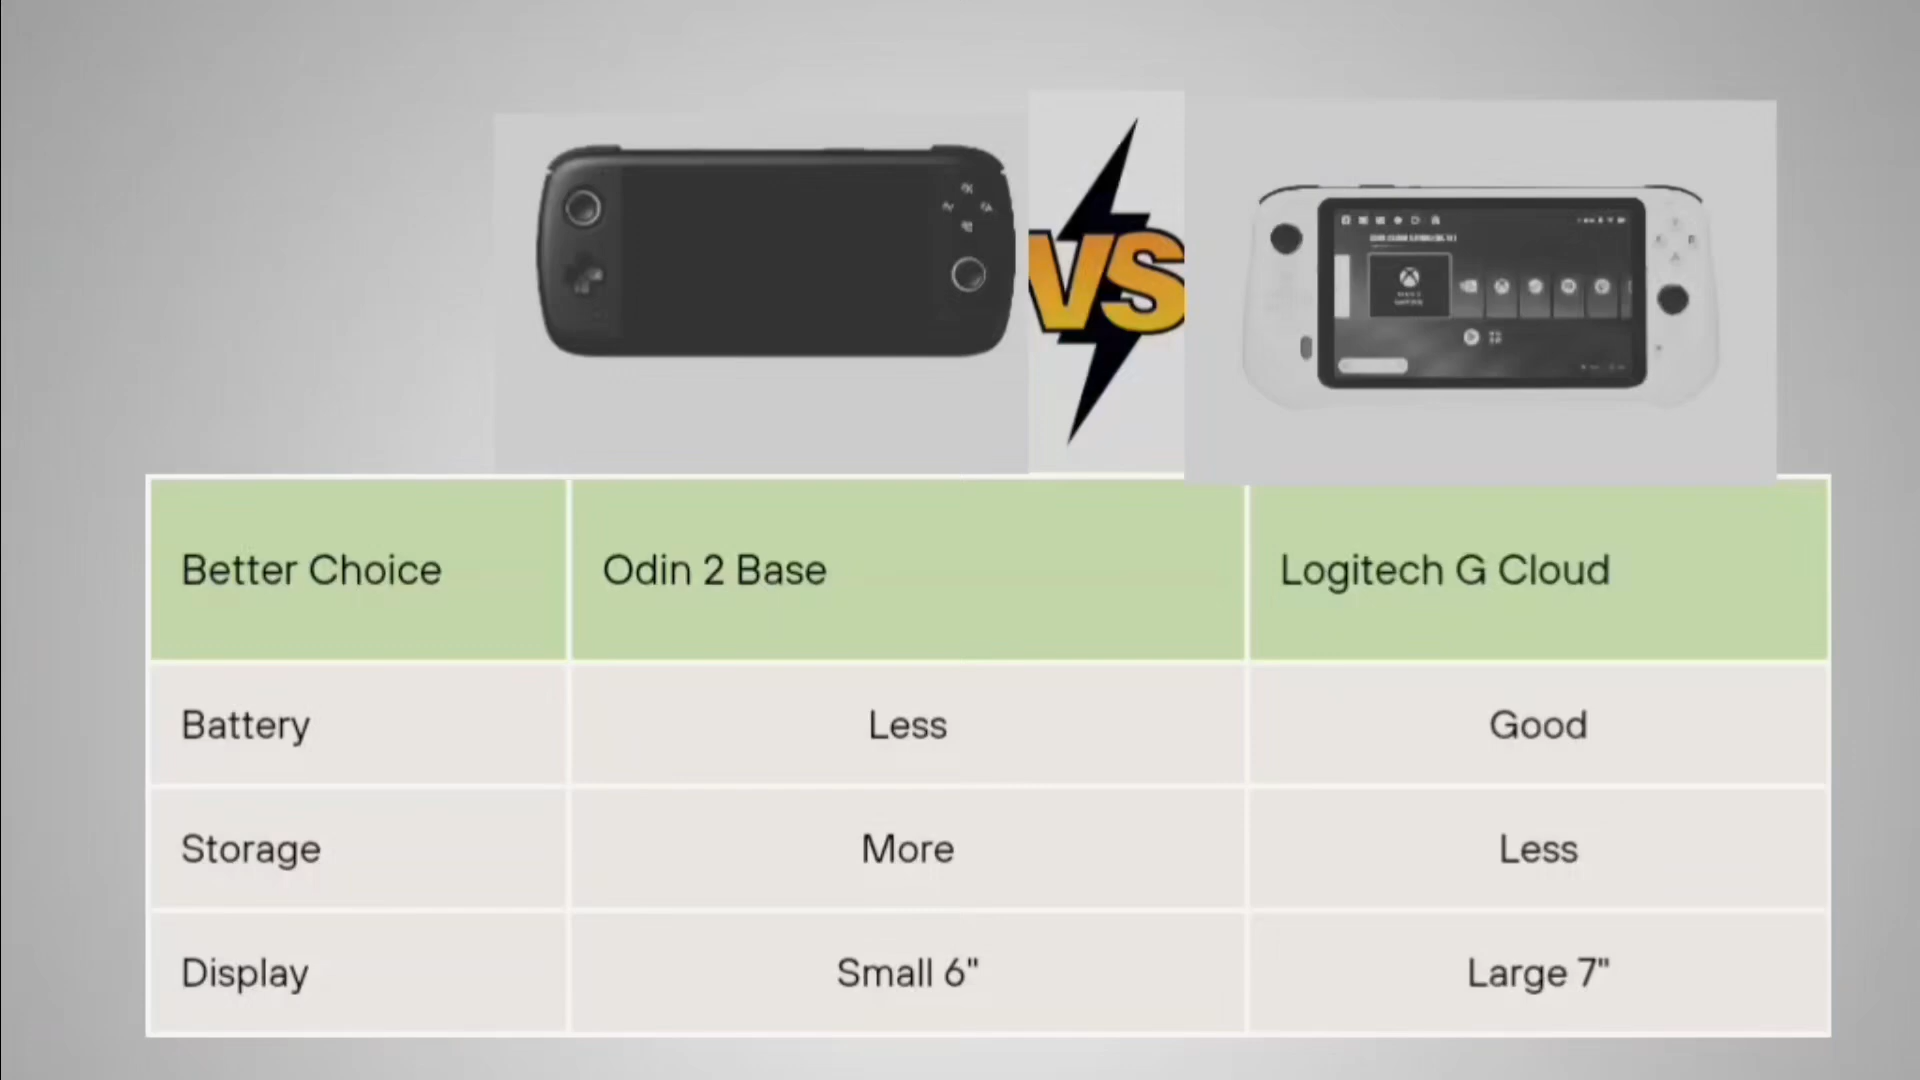 VS
Better Choice Odin 2 Base Logitech G Cloud
Battery Less Good
Storage More Less
Display Small 6" Large 7"